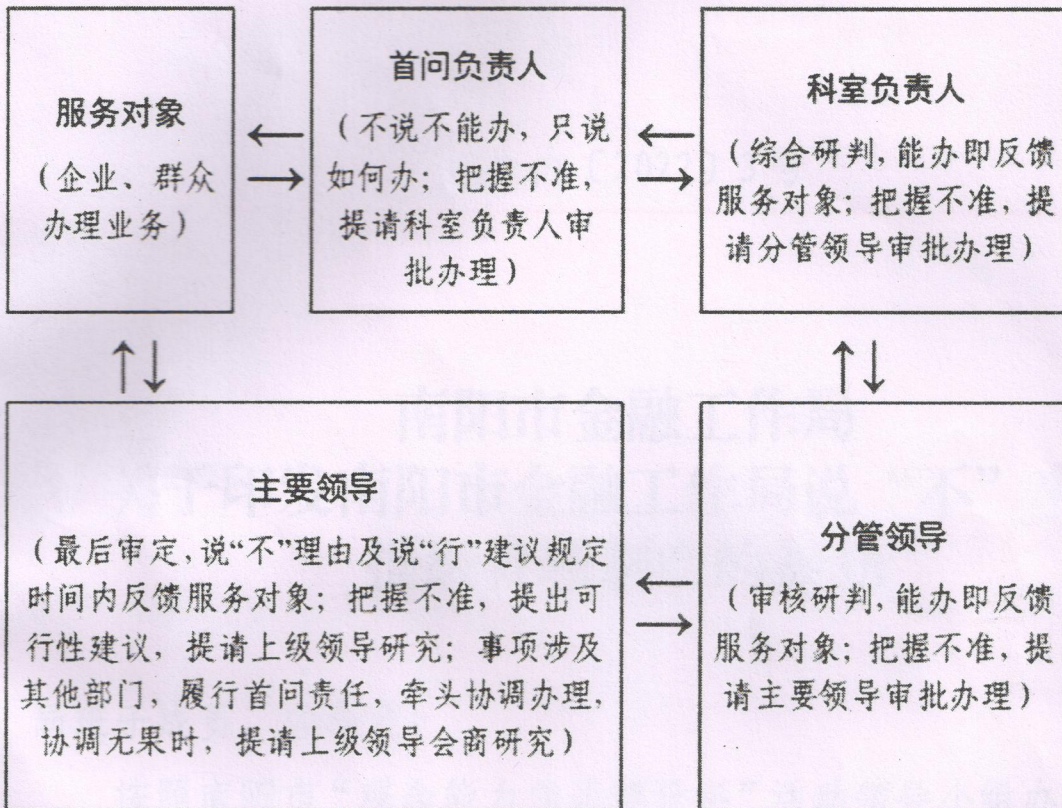 服务对象
（企业、群众
办理业务）
首问负责人
（不说不能办，只说
如何办；把握不准，
提请科室负责人审
批办理）
科室负责人
（综合研判，能办即反馈
服务对象；把握不准，提
请分管领导审批办理）
主要领导
（最后审定，说“不”理由及说“行”建议规定
时间内反馈服务对象；把握不准，提出可
行性建议，提请上级领导研究；事项涉及
其他部门，履行首问责任，牵头协调办理，
协调无果时，提请上级领导会商研究）
分管领导
（审核研判，能办即反馈
服务对象；把握不准，提
请主要领导审批办理）